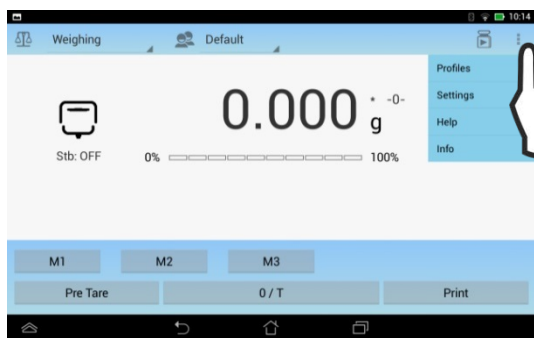 10:14
Weighing Default
Profiles
Settings
Help
Info
0.000 * -0-
g
Stb: OFF 0% 100%
M1 M2 M3
Pre Tare 0 / T Print